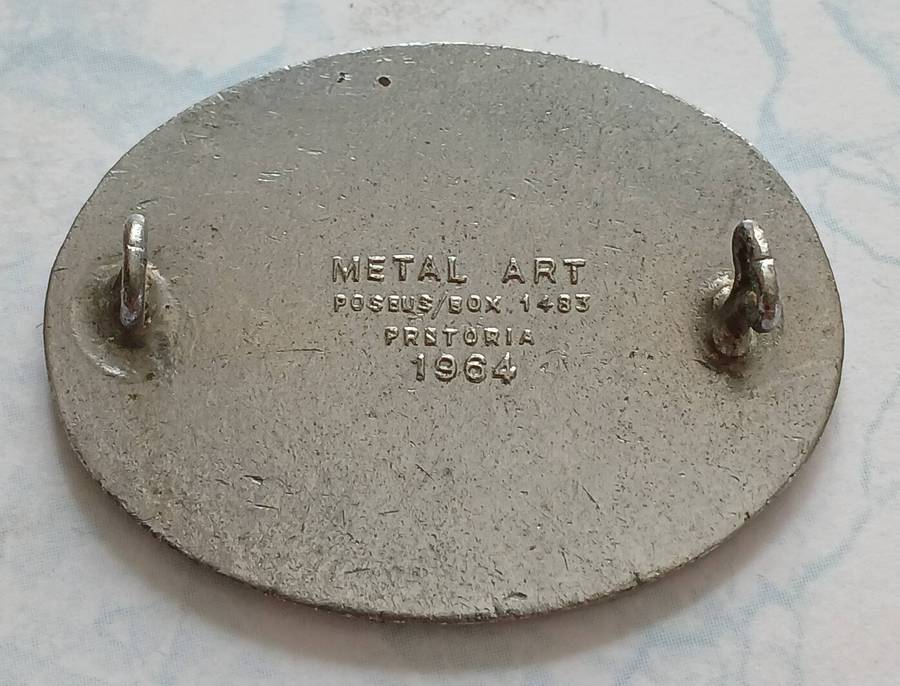 METAL ART
POSBUS/BOX 1483
PRETORIA
1964